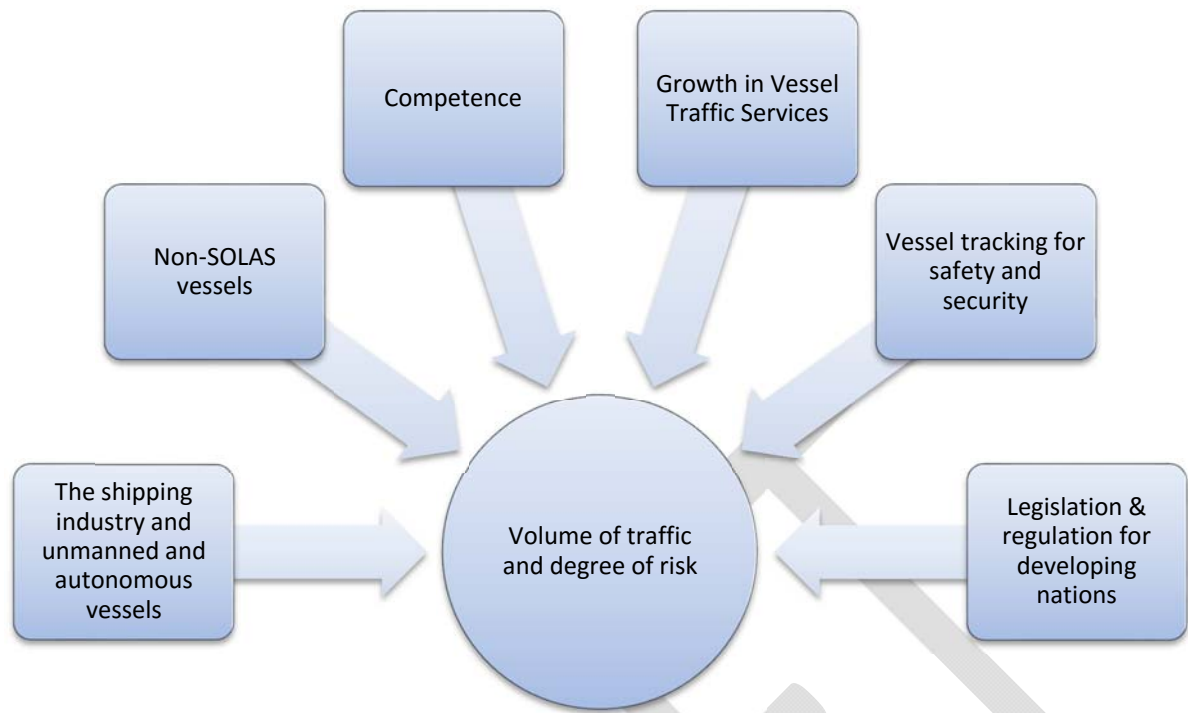 Competence
Growth in Vessel
Traffic Services
Non-SOLAS
vessels
Vessel tracking for
safety and
security
The shipping
industry and
unmanned and
autonomous
vessels
Volume of traffic
and degree of risk
Legislation &
regulation for
developing
nations